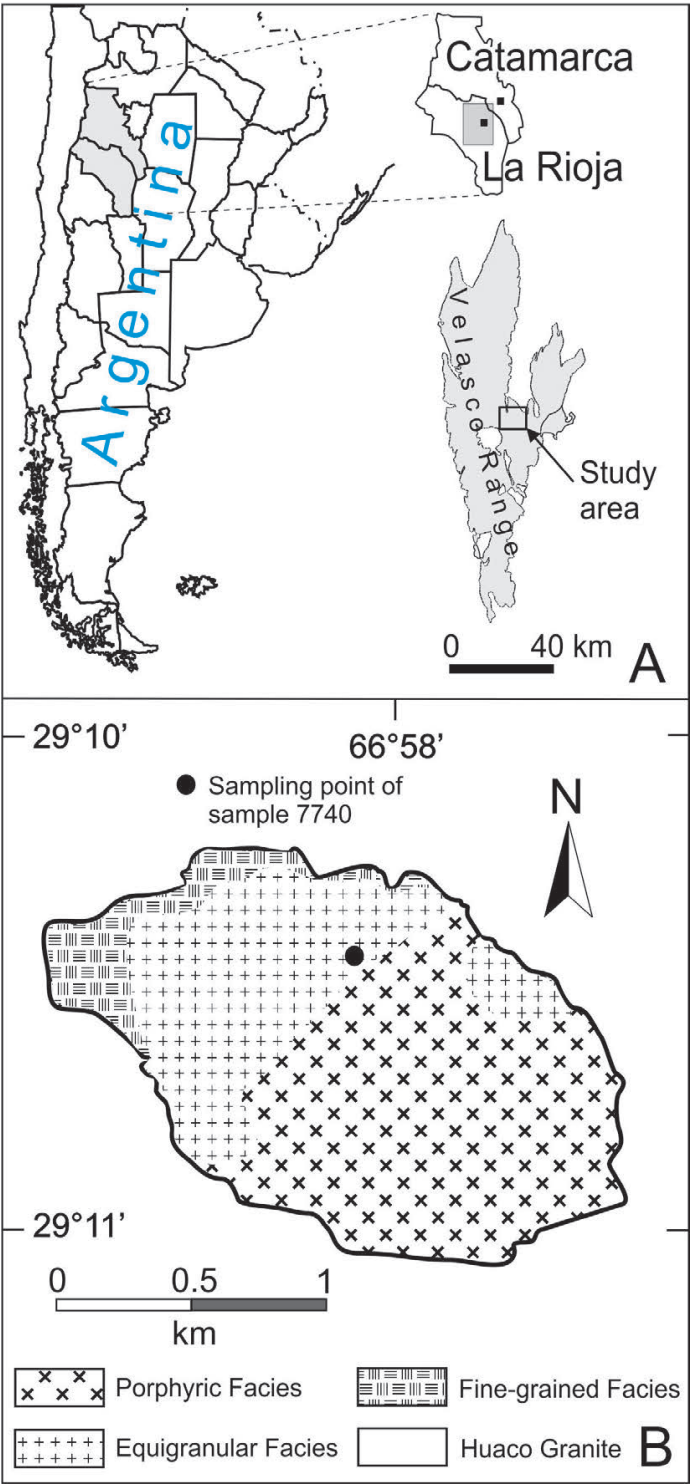 Catamarca
La Rioja
Argentina
Velasco Range
Study
area
0 40 km
A
29°10’
66°58’
Sampling point of
sample 7740
N
29°11’
0 0.5 1
km
Porphyric Facies
Fine-grained Facies
Equigranular Facies
Huaco Granite
B